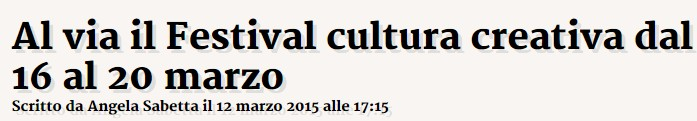 Al via il Festival cultura creativa dal
16 al 20 marzo
Scritto da Angela Sabetta il 12 marzo 2015 alle 17:15